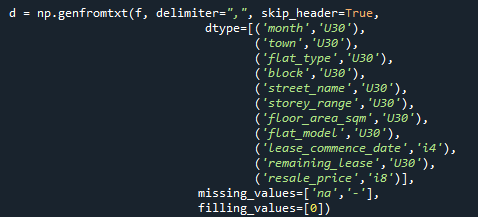 d = np.genfromtxt(f, delimiter=",", skip_header=True,
dtype=[('month','U30'),
('town','U30'),
('flat_type','U30'),
('block','U30'),
('street_name','U30'),
('storey_range','U30'),
('floor_area_sqm','U30'),
('flat_model','U30'),
('lease_commence_date','i4'),
('remaining_lease','U30'),
('resale_price','i8')],
missing_values=['na','-'],
filling_values=[0])